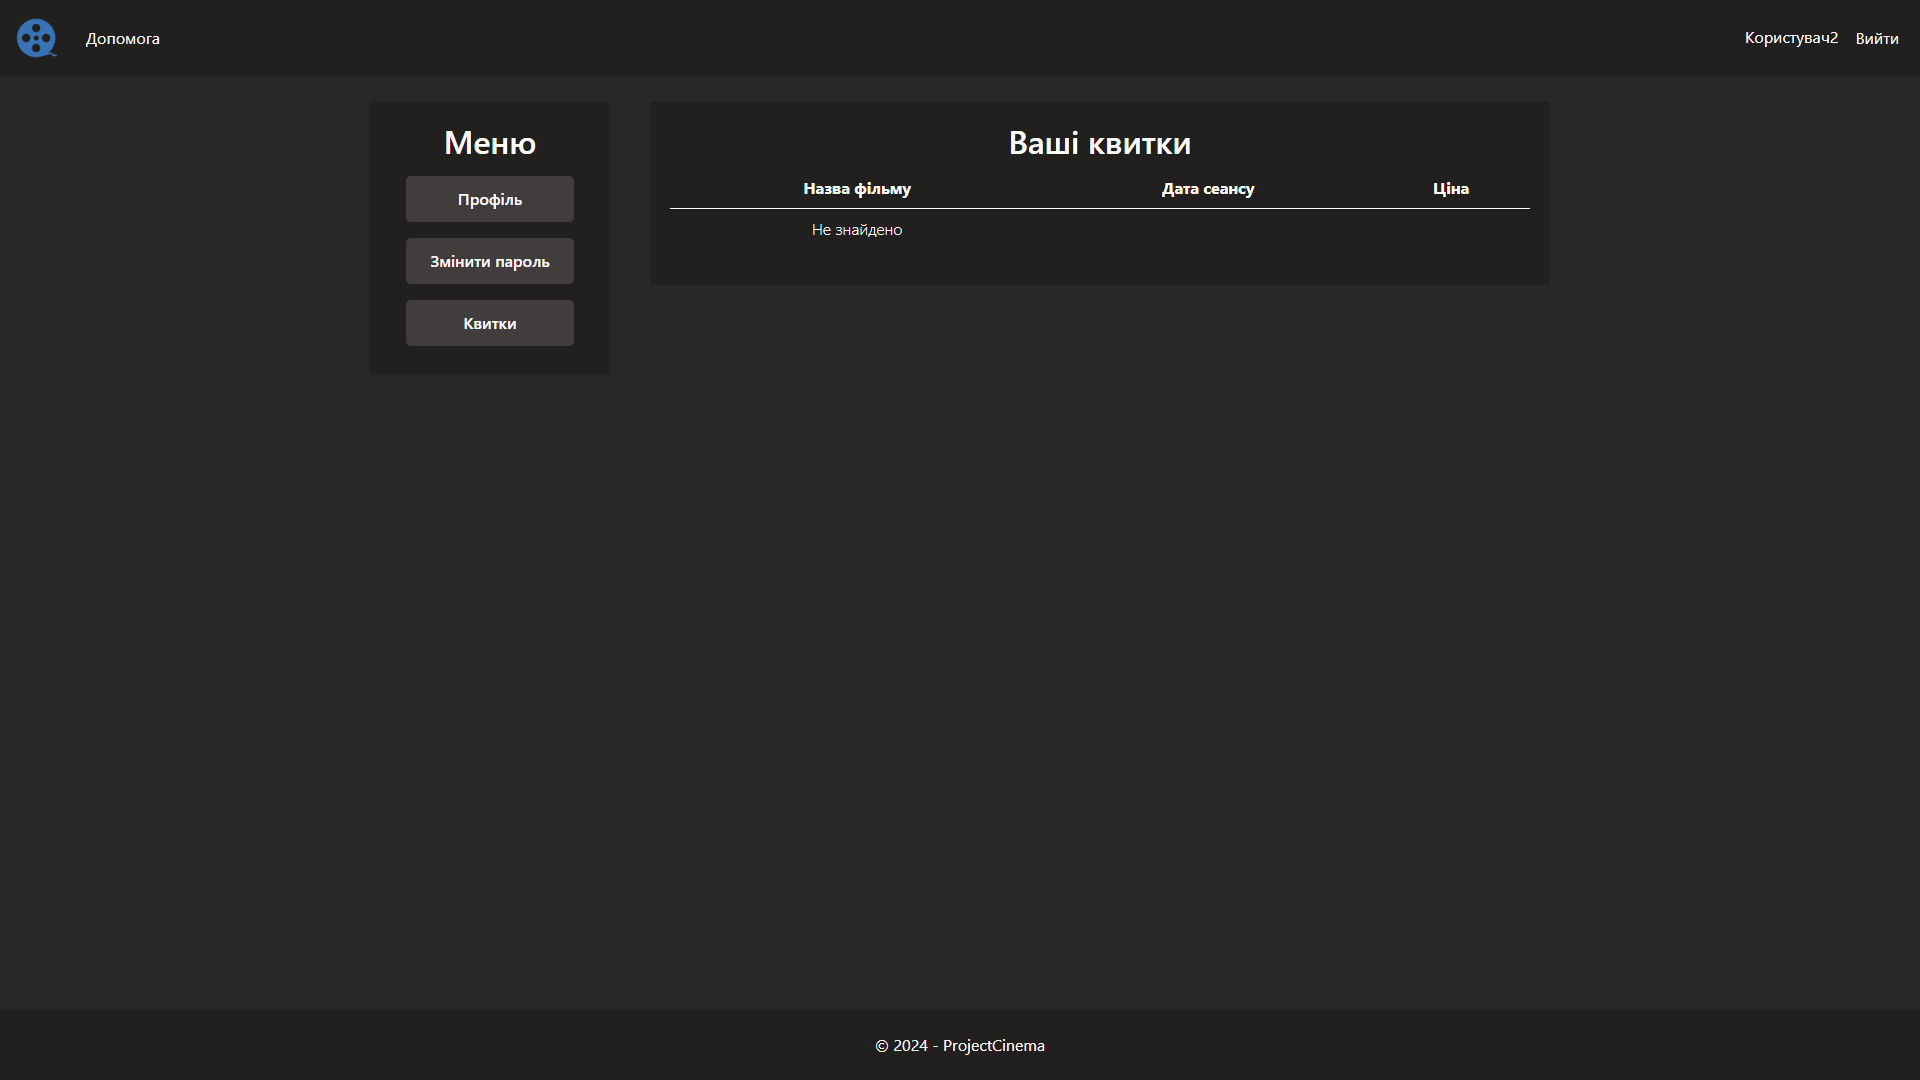 Допомога
Користувач2
Вийти
Меню
Профіль
Змінити пароль
Квитки
Ваші квитки
Назва фільму Дата сеансу Ціна
Не знайдено
© 2024 - ProjectCinema